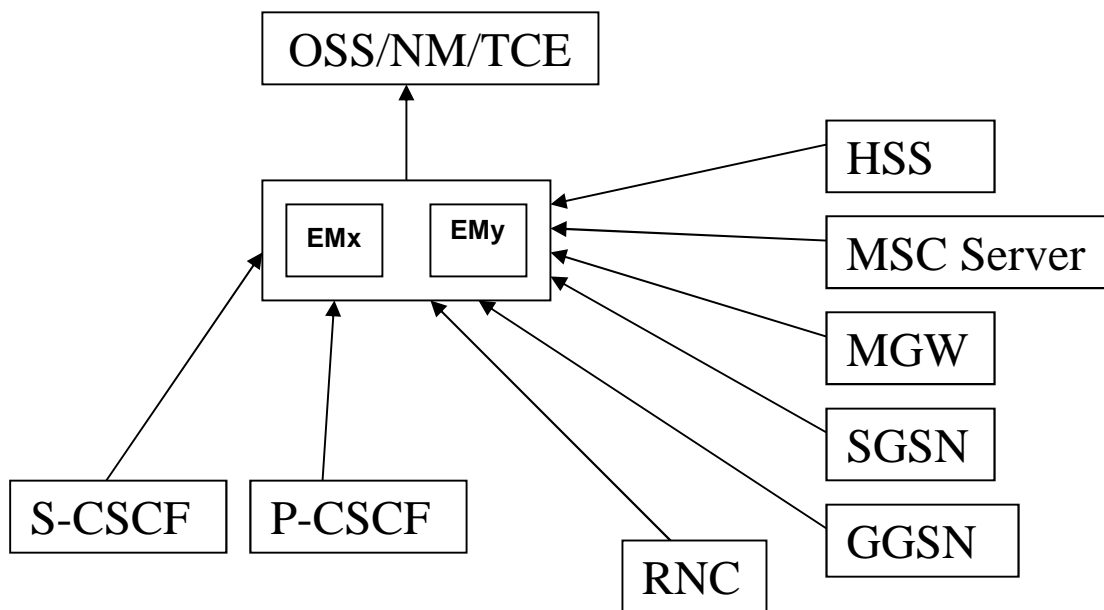 OSS/NM/TCE
HSS
EMx
EMy
MSC Server
MGW
SGSN
S-CSCF
P-CSCF
GGSN
RNC